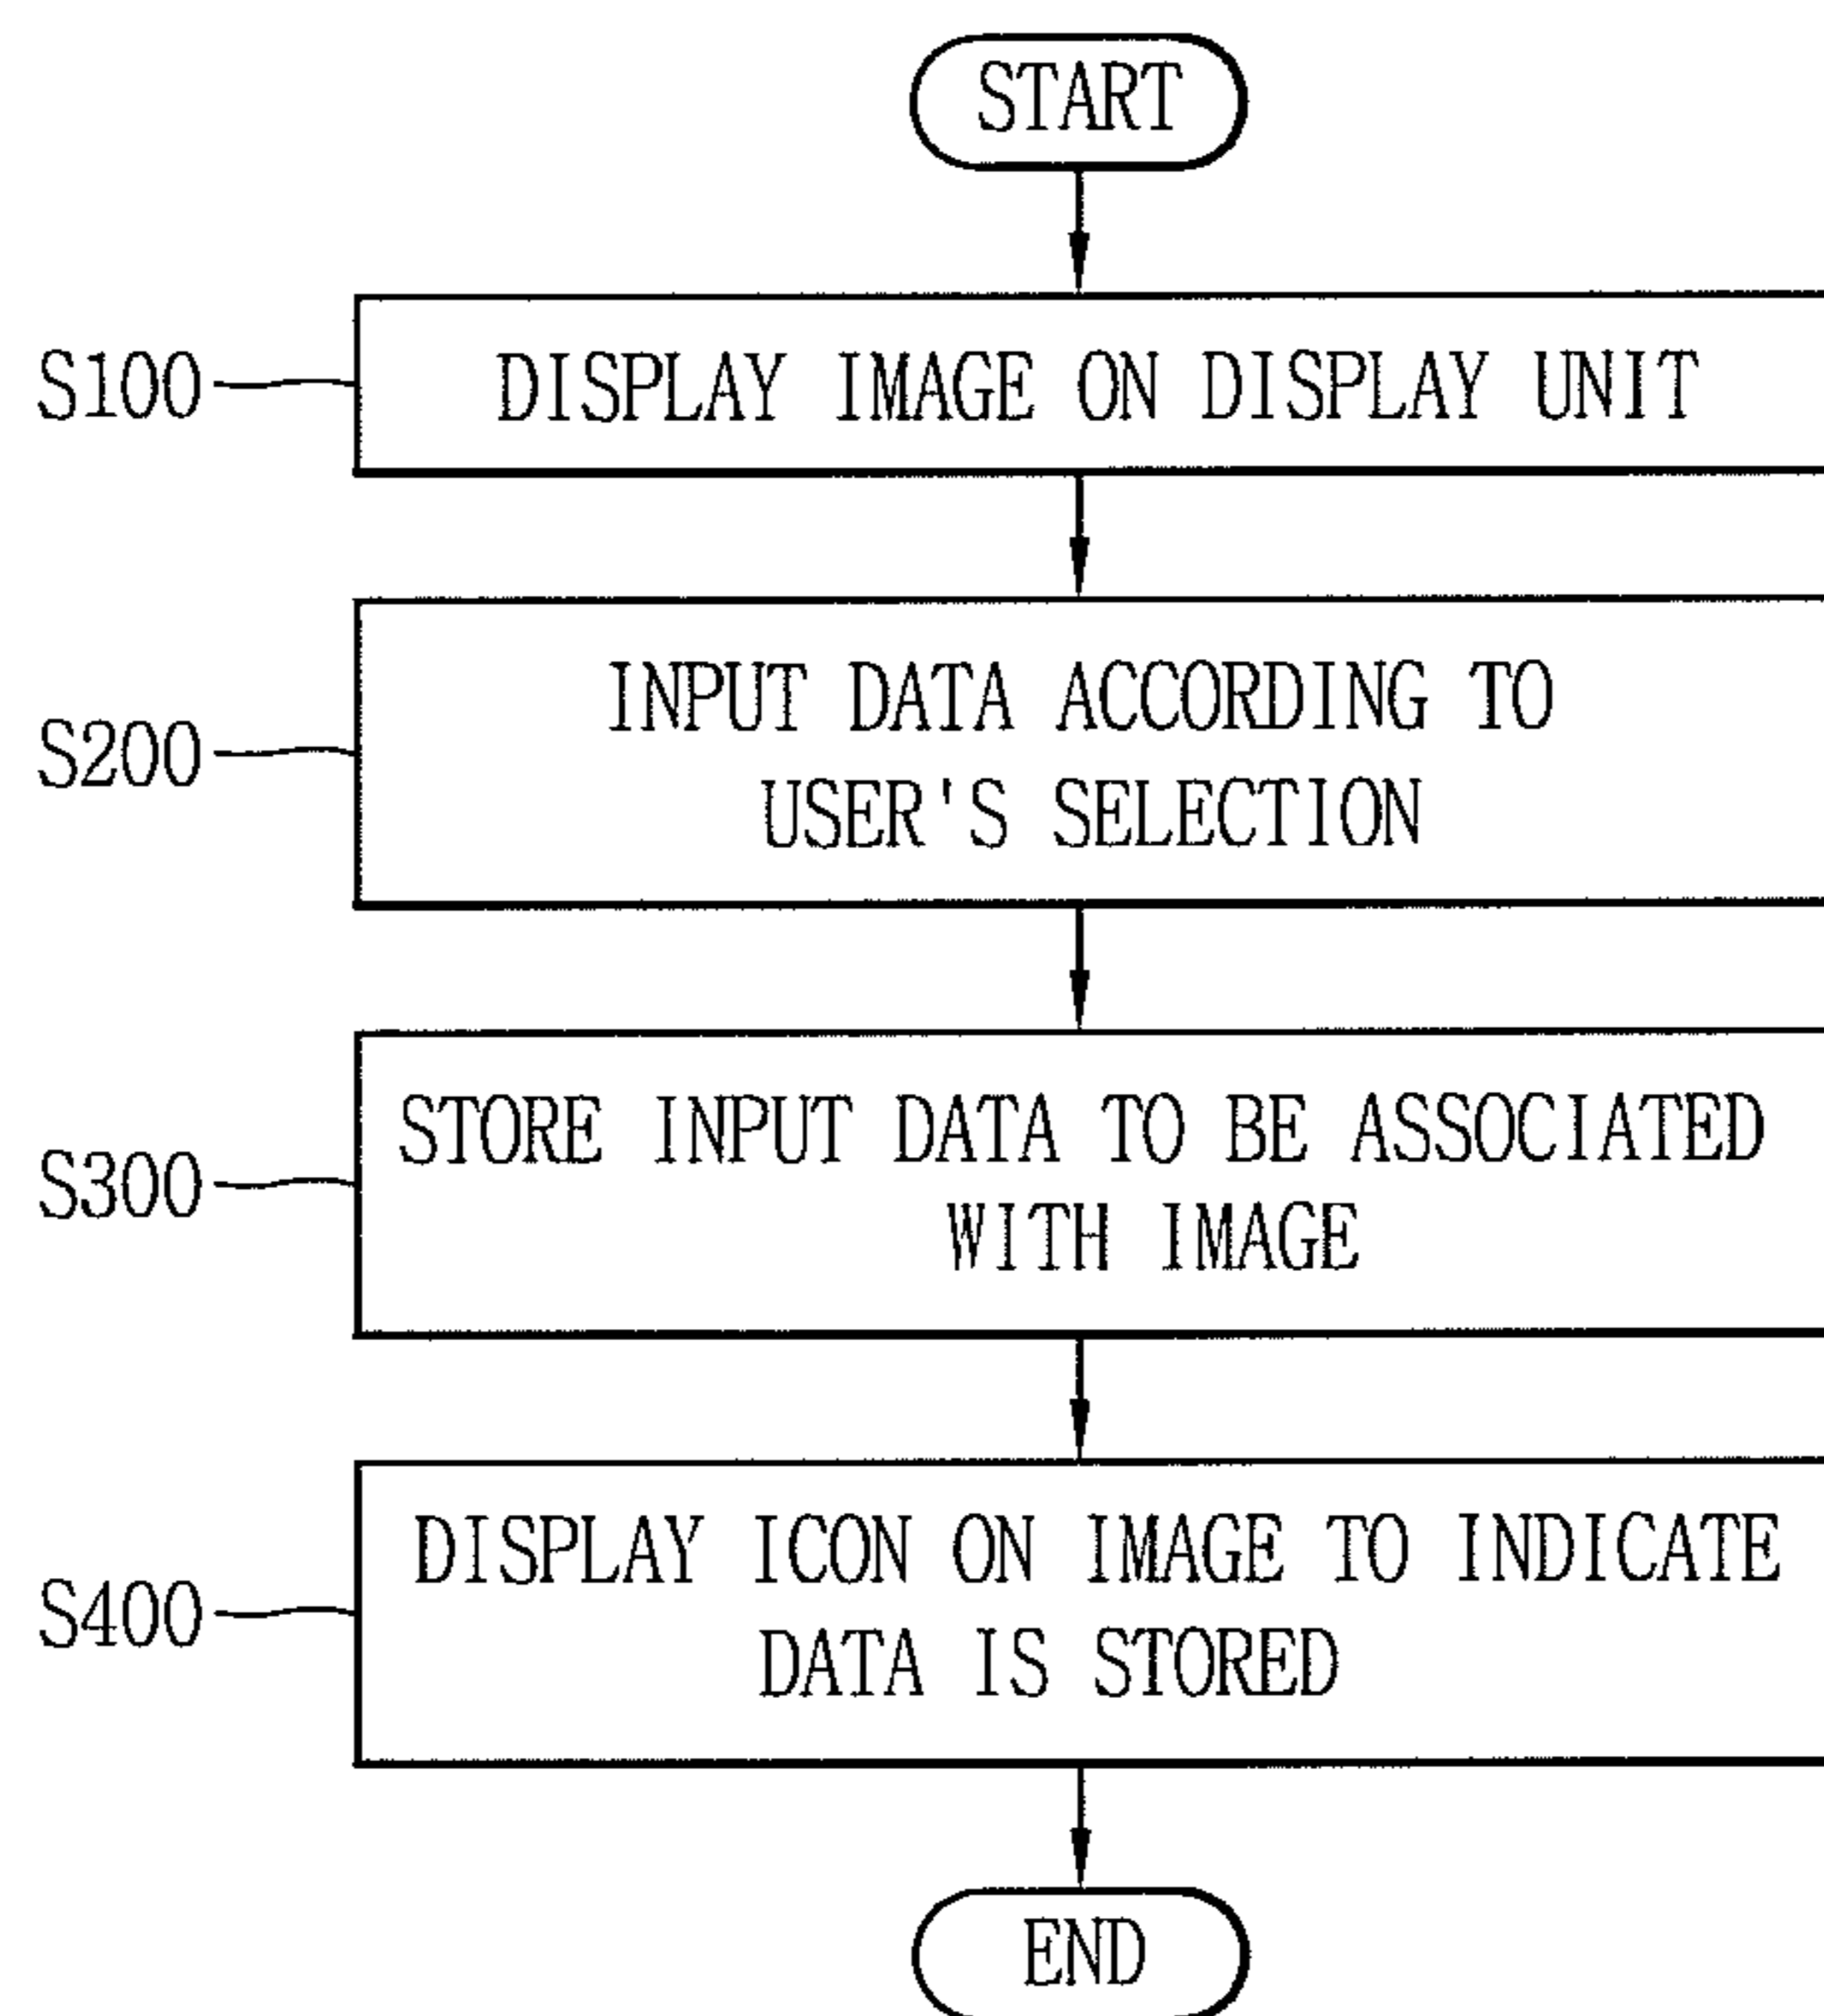 START
S100
DISPLAY IMAGE ON DISPLAY UNIT
S200
INPUT DATA ACCORDING TO
USER'S SELECTION
S300
STORE INPUT DATA TO BE ASSOCIATED
WITH IMAGE
S400
DISPLAY ICON ON IMAGE TO INDICATE
DATA IS STORED
END